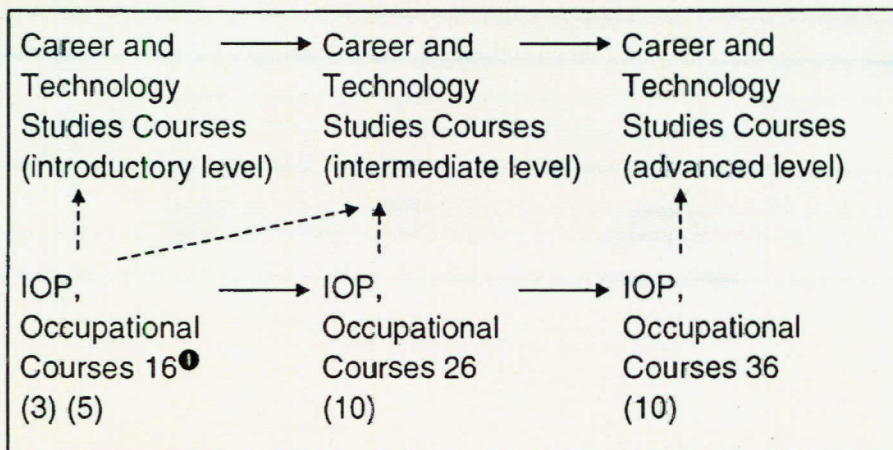 Career and
Technology
Studies Courses
(introductory level)
Career and
Technology
Studies Courses
(intermediate level)
Career and
Technology
Studies Courses
(advanced level)
IOP,
Occupational
Courses 16❶
(3) (5)
IOP,
Occupational
Courses 26
(10)
IOP,
Occupational
Courses 36
(10)